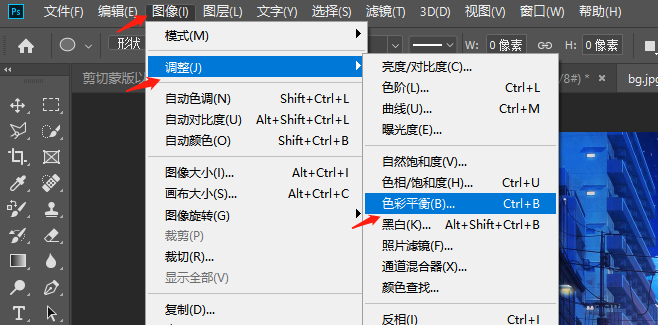 Ps 文件(F) 编辑(E) 图像(I) 图层(L) 文字(Y) 选择(S) 滤镜(T) 3D(D) 视图(V) 窗口(W) 帮助(H)
形状 W: 0 像素 H: 0 像素
剪切蒙版以 /8#) * × bg.jpg
模式(M)
调整(J)
自动色调(N) Shift+Ctrl+L
自动对比度(U) Alt+Shift+Ctrl+L
自动颜色(O) Shift+Ctrl+B
图像大小(I)... Alt+Ctrl+I
画布大小(S)... Alt+Ctrl+C
图像旋转(G)
裁剪(P)
裁切(R)...
显示全部(V)
复制(D)...
亮度/对比度(C)...
色阶(L)... Ctrl+L
曲线(U)... Ctrl+M
曝光度(E)...
自然饱和度(V)...
色相/饱和度(H)... Ctrl+U
色彩平衡(B)... Ctrl+B
黑白(K)... Alt+Shift+Ctrl+B
照片滤镜(F)...
通道混合器(X)...
颜色查找...
反相(I) Ctrl+I
T